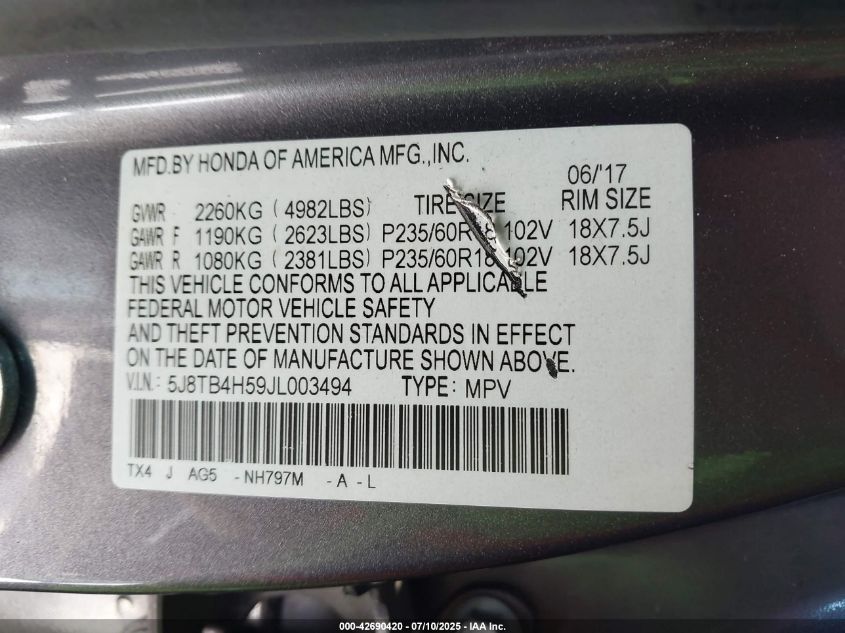 MFD.BY HONDA OF AMERICA MFG.,INC.
06/'17
GVWR 2260KG ( 4982LBS) TIRE SIZE RIM SIZE
GAWR F 1190KG ( 2623LBS) P235/60R18 102V 18X7.5J
GAWR R 1080KG ( 2381LBS) P235/60R18 102V 18X7.5J
THIS VEHICLE CONFORMS TO ALL APPLICABLE
FEDERAL MOTOR VEHICLE SAFETY
AND THEFT PREVENTION STANDARDS IN EFFECT
ON THE DATE OF MANUFACTURE SHOWN ABOVE.
V.I.N.: 5J8TB4H59JL003494 TYPE: MPV
TX4 J AG5 - NH797M - A - L
000-42690420 - 07/10/2025 - IAA Inc.